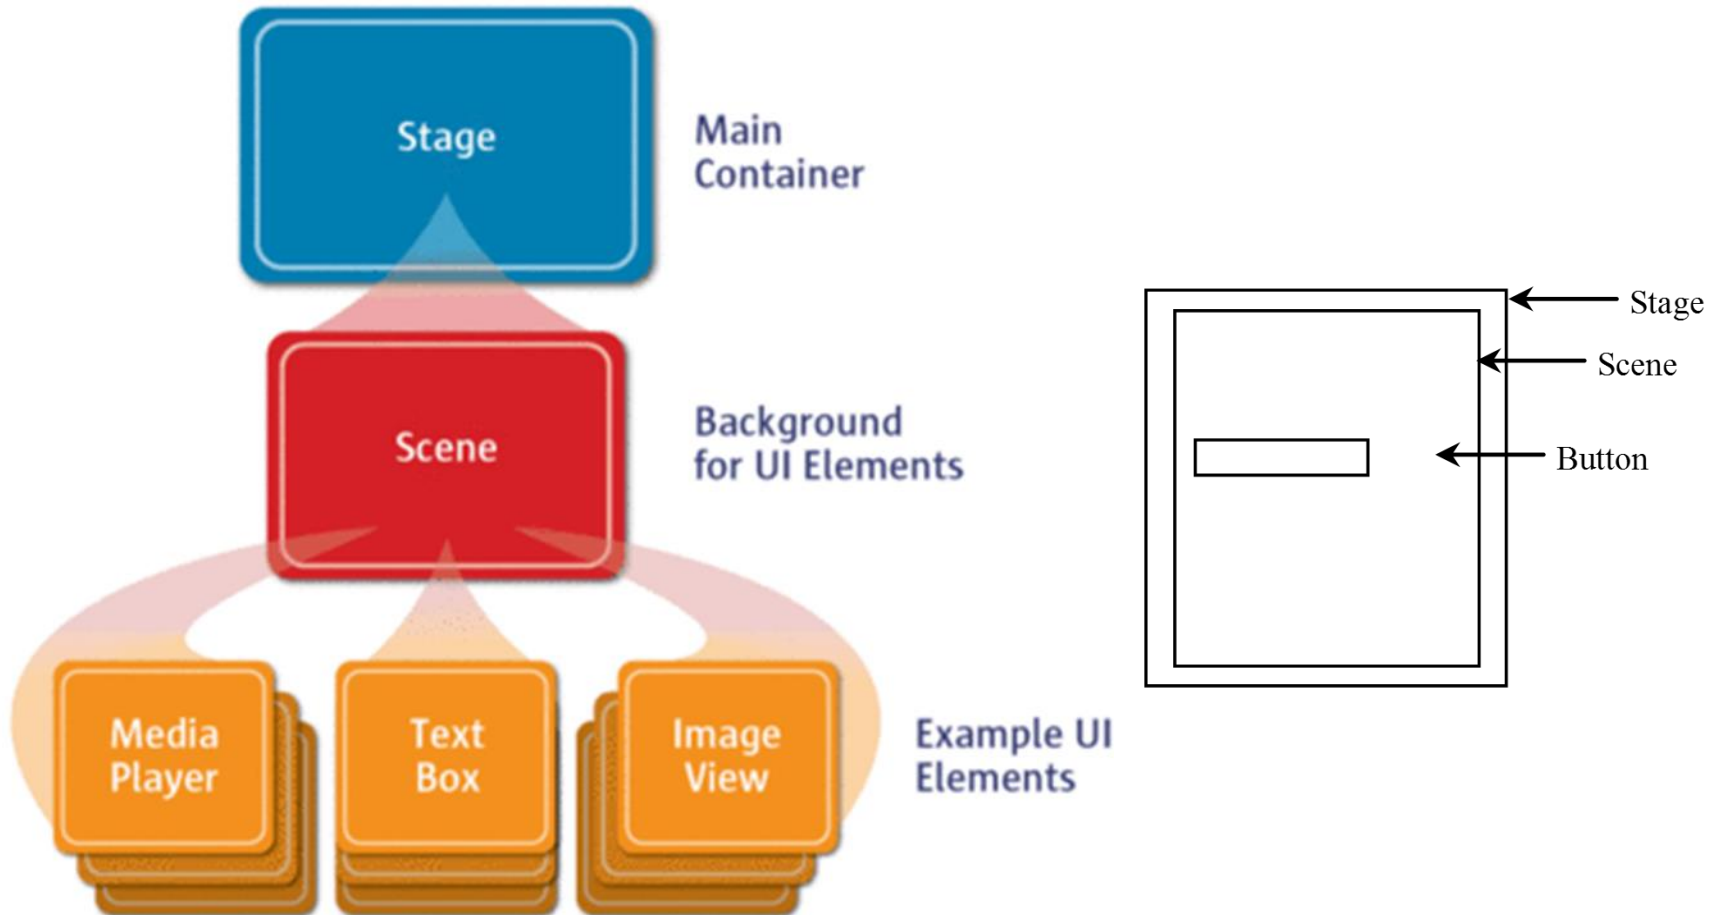 Stage
Main
Container
Scene
Background
for UI Elements
Media
Player
Text
Box
Image
View
Example UI
Elements
Stage
Scene
Button